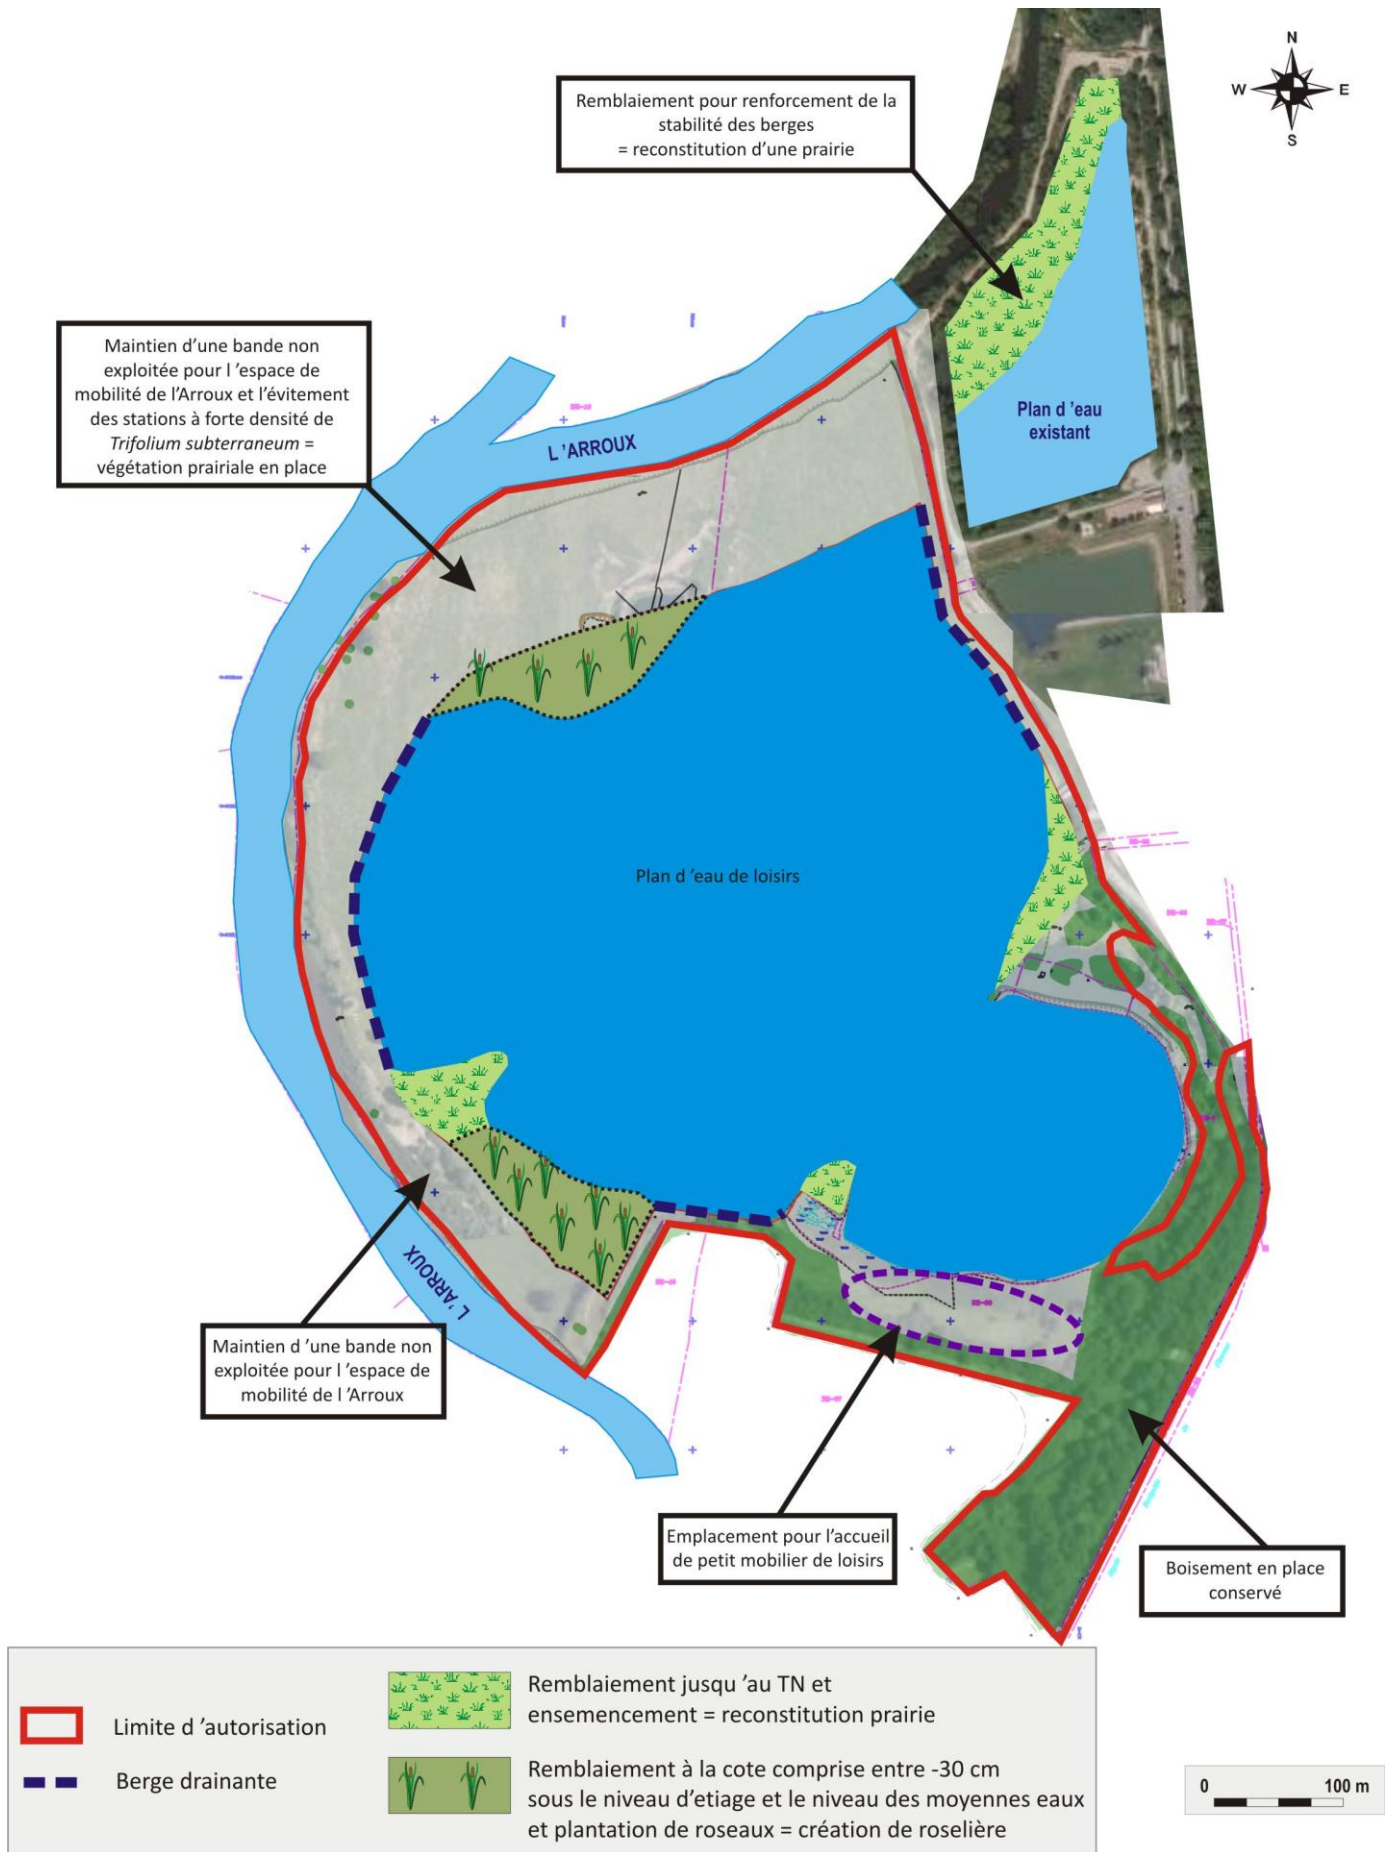 N
W
E
S
Remblaiement pour renforcement de la
stabilité des berges
= reconstitution d'une prairie
Maintien d'une bande non
exploitée pour l 'espace de
mobilité de l'Arroux et l'évitement
des stations à forte densité de
Trifolium subterraneum =
végétation prairiale en place
L 'ARROUX
Plan d 'eau
existant
Plan d 'eau de loisirs
L 'ARROUX
Maintien d 'une bande non
exploitée pour l 'espace de
mobilité de l 'Arroux
Emplacement pour l'accueil
de petit mobilier de loisirs
Boisement en place
conservé
Limite d 'autorisation
Berge drainante
Remblaiement jusqu 'au TN et
ensemencement = reconstitution prairie
Remblaiement à la cote comprise entre -30 cm
sous le niveau d'etiage et le niveau des moyennes eaux
et plantation de roseaux = création de roselière
0
100 m